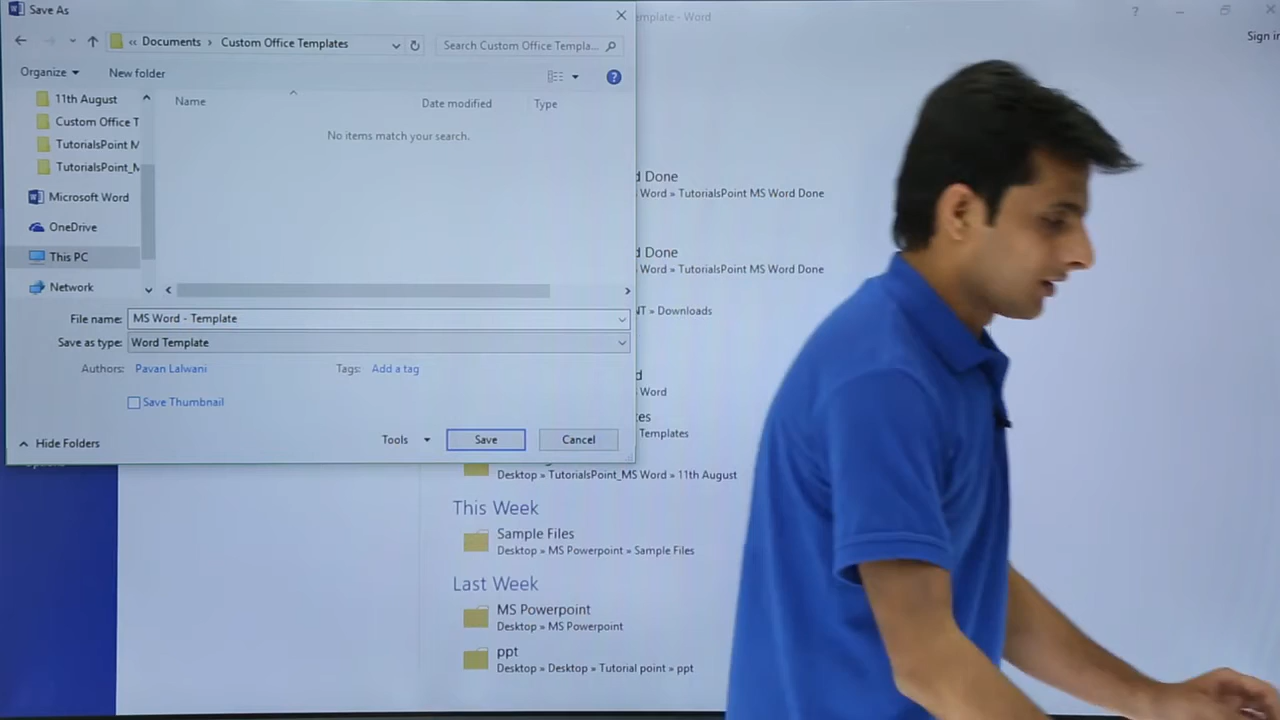 Save As
mplate - Word
?
Sign in
Documents › Custom Office Templates
Search Custom Office Templa...
Organize
New folder
?
11th August
Custom Office T
TutorialsPoint M
TutorialsPoint_M
Microsoft Word
OneDrive
This PC
Network
Name
Date modified
Type
No items match your search.
File name: MS Word - Template
Save as type: Word Template
Authors: Pavan Lalwani
Tags: Add a tag
Save Thumbnail
Hide Folders
Tools
Save
Cancel
d Done
Word » TutorialsPoint MS Word Done
d Done
Word » TutorialsPoint MS Word Done
NT » Downloads
d
Word
es
Templates
Desktop » TutorialsPoint_MS Word » 11th August
This Week
Sample Files
Desktop » MS Powerpoint » Sample Files
Last Week
MS Powerpoint
Desktop » MS Powerpoint
ppt
Desktop » Desktop » Tutorial point » ppt